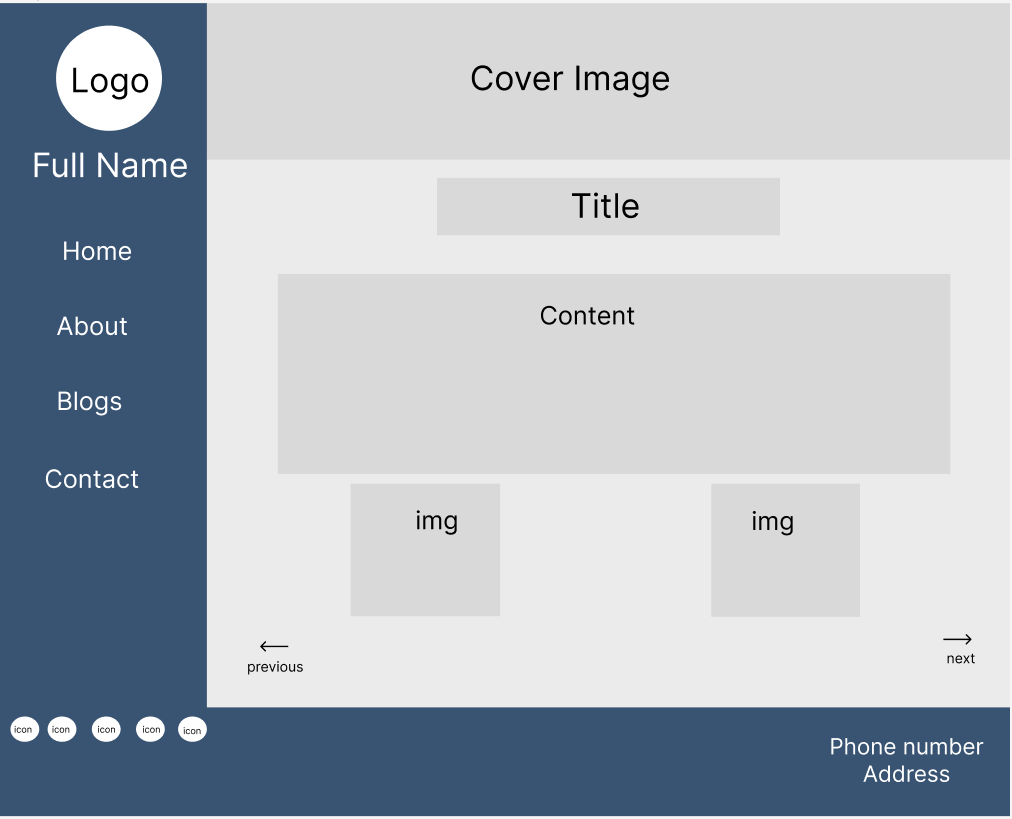 Logo
Full Name
Home
About
Blogs
Contact
Cover Image
Title
Content
img
img
previous
next
icon
icon
icon
icon
icon
Phone number
Address